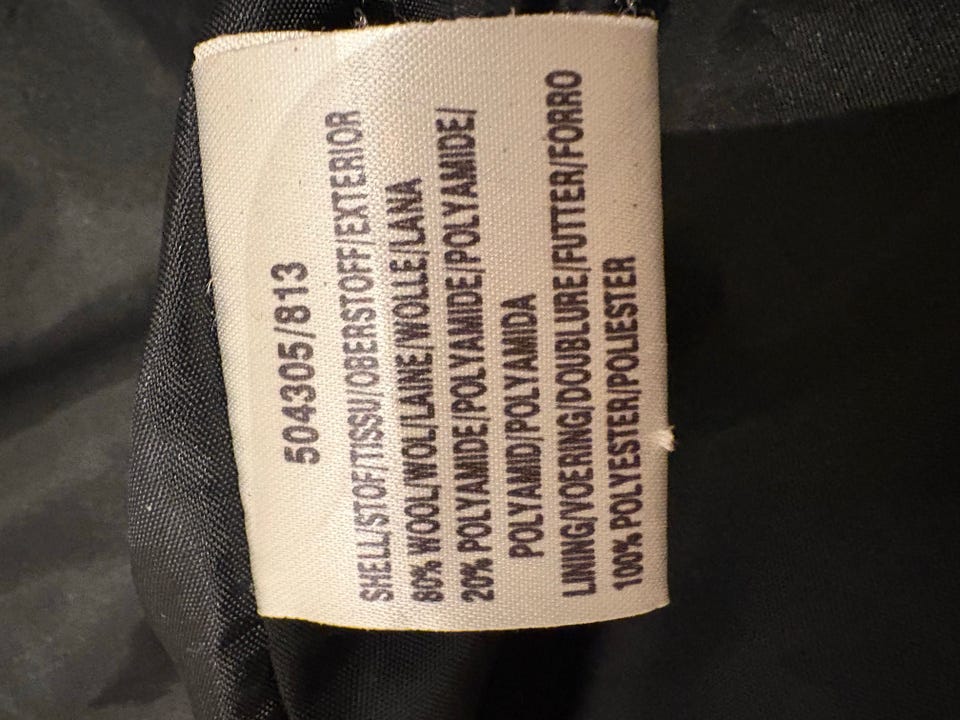 504305/813
SHELL/STOF/TISSU/OBERSTOFF/EXTERIOR
80% WOOL/WOL/LAINE/WOLLE/LANA
20% POLYAMIDE/POLYAMIDE/POLYAMIDE/
POLYAMID/POLYAMIDA
LINING/VOERING/DOUBLURE/FUTTER/FORRO
100% POLYESTER/POLIESTER